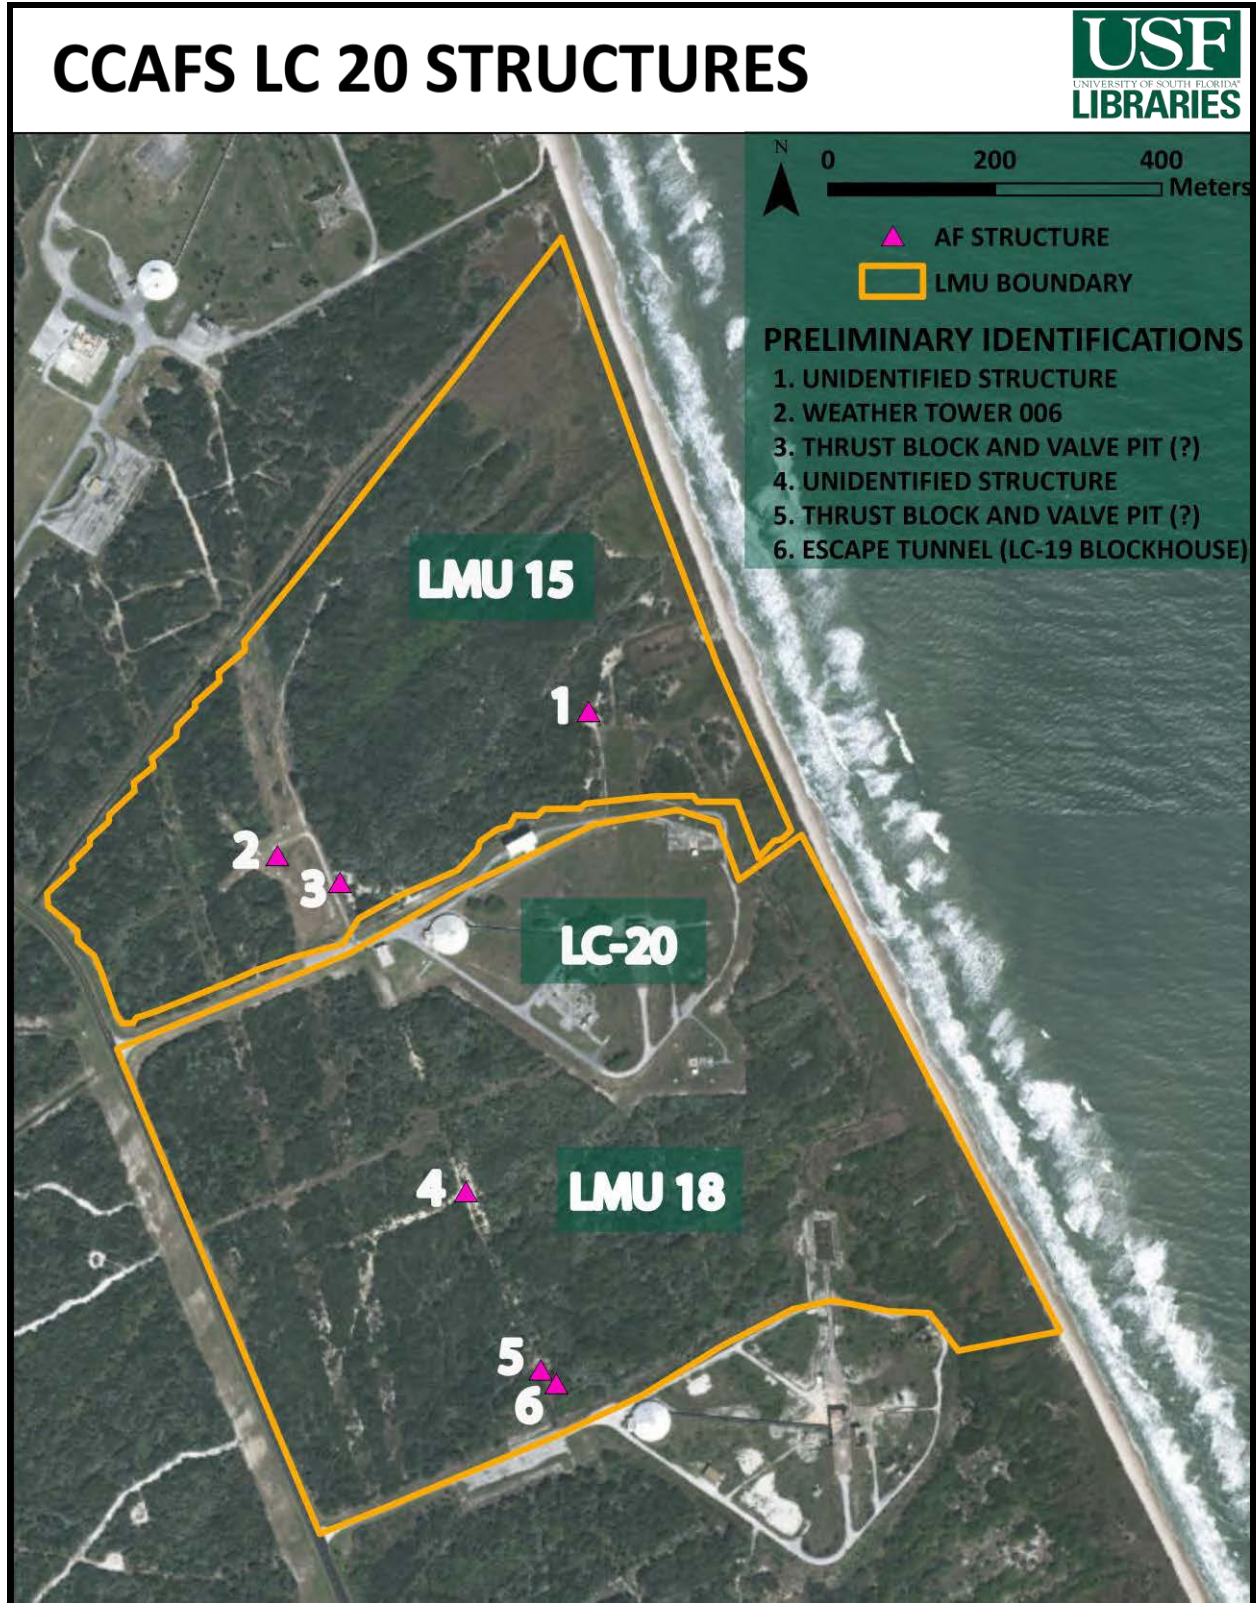 CCAFS LC 20 STRUCTURES
USF
UNIVERSITY OF SOUTH FLORIDA
LIBRARIES
N
0 200 400
Meters
AF STRUCTURE
LMU BOUNDARY
PRELIMINARY IDENTIFICATIONS
1. UNIDENTIFIED STRUCTURE
2. WEATHER TOWER 006
3. THRUST BLOCK AND VALVE PIT (?)
4. UNIDENTIFIED STRUCTURE
5. THRUST BLOCK AND VALVE PIT (?)
6. ESCAPE TUNNEL (LC-19 BLOCKHOUSE)
LMU 15
1
2
3
LC-20
4
LMU 18
5
6